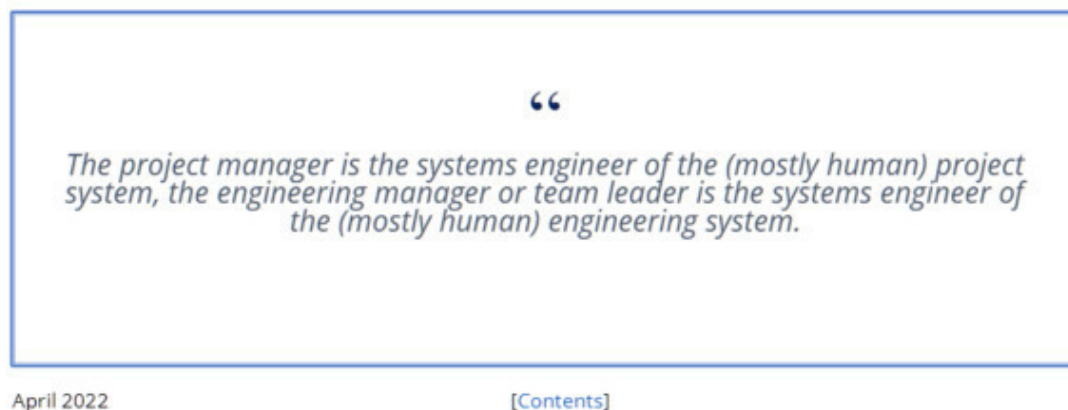 “
The project manager is the systems engineer of the (mostly human) project
system, the engineering manager or team leader is the systems engineer of
the (mostly human) engineering system.
April 2022 [Contents]